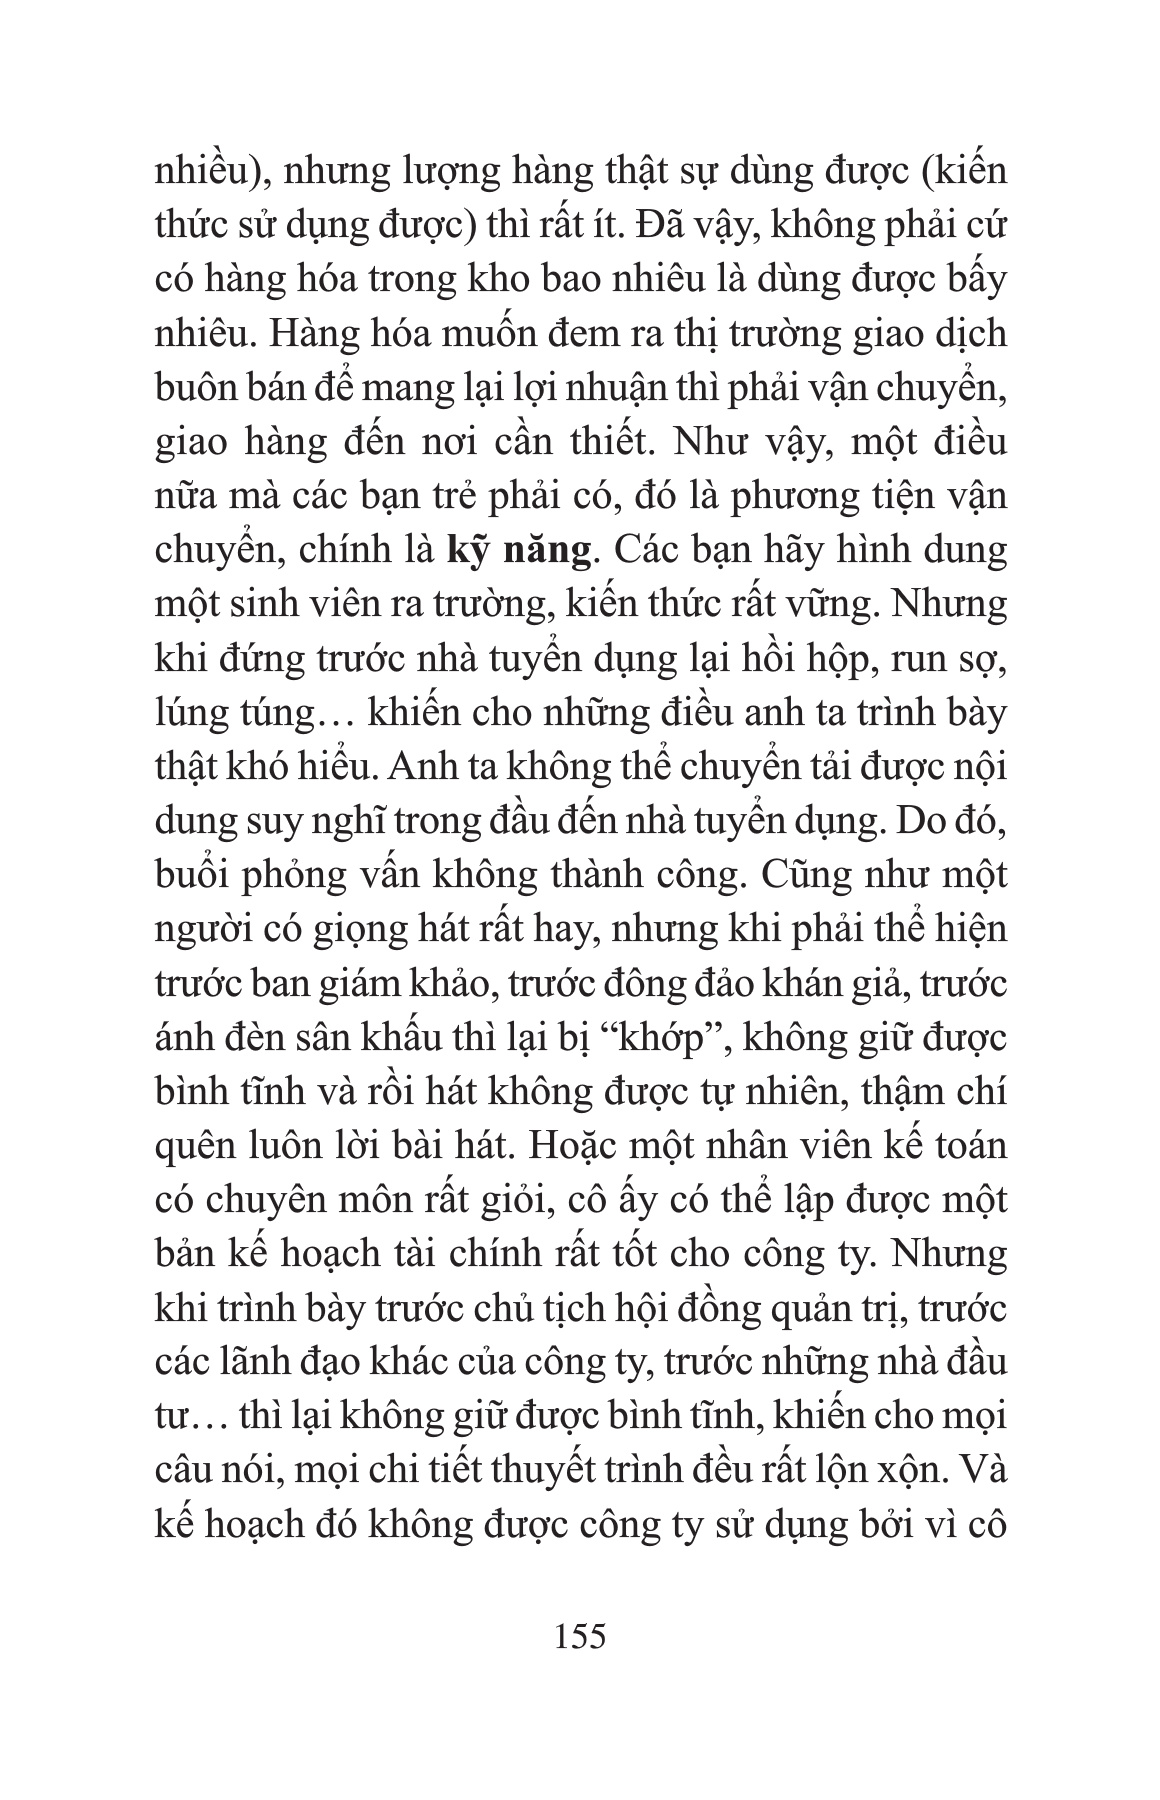 nhiều), nhưng lượng hàng thật sự dùng được (kiến
thức sử dụng được) thì rất ít. Đã vậy, không phải cứ
có hàng hóa trong kho bao nhiêu là dùng được bấy
nhiêu. Hàng hóa muốn đem ra thị trường giao dịch
buôn bán để mang lại lợi nhuận thì phải vận chuyển,
giao hàng đến nơi cần thiết. Như vậy, một điều
nữa mà các bạn trẻ phải có, đó là phương tiện vận
chuyển, chính là kỹ năng. Các bạn hãy hình dung
một sinh viên ra trường, kiến thức rất vững. Nhưng
khi đứng trước nhà tuyển dụng lại hồi hộp, run sợ,
lúng túng… khiến cho những điều anh ta trình bày
thật khó hiểu. Anh ta không thể chuyển tải được nội
dung suy nghĩ trong đầu đến nhà tuyển dụng. Do đó,
buổi phỏng vấn không thành công. Cũng như một
người có giọng hát rất hay, nhưng khi phải thể hiện
trước ban giám khảo, trước đông đảo khán giả, trước
ánh đèn sân khấu thì lại bị “khớp”, không giữ được
bình tĩnh và rồi hát không được tự nhiên, thậm chí
quên luôn lời bài hát. Hoặc một nhân viên kế toán
có chuyên môn rất giỏi, cô ấy có thể lập được một
bản kế hoạch tài chính rất tốt cho công ty. Nhưng
khi trình bày trước chủ tịch hội đồng quản trị, trước
các lãnh đạo khác của công ty, trước những nhà đầu
tư… thì lại không giữ được bình tĩnh, khiến cho mọi
câu nói, mọi chi tiết thuyết trình đều rất lộn xộn. Và
kế hoạch đó không được công ty sử dụng bởi vì cô
155